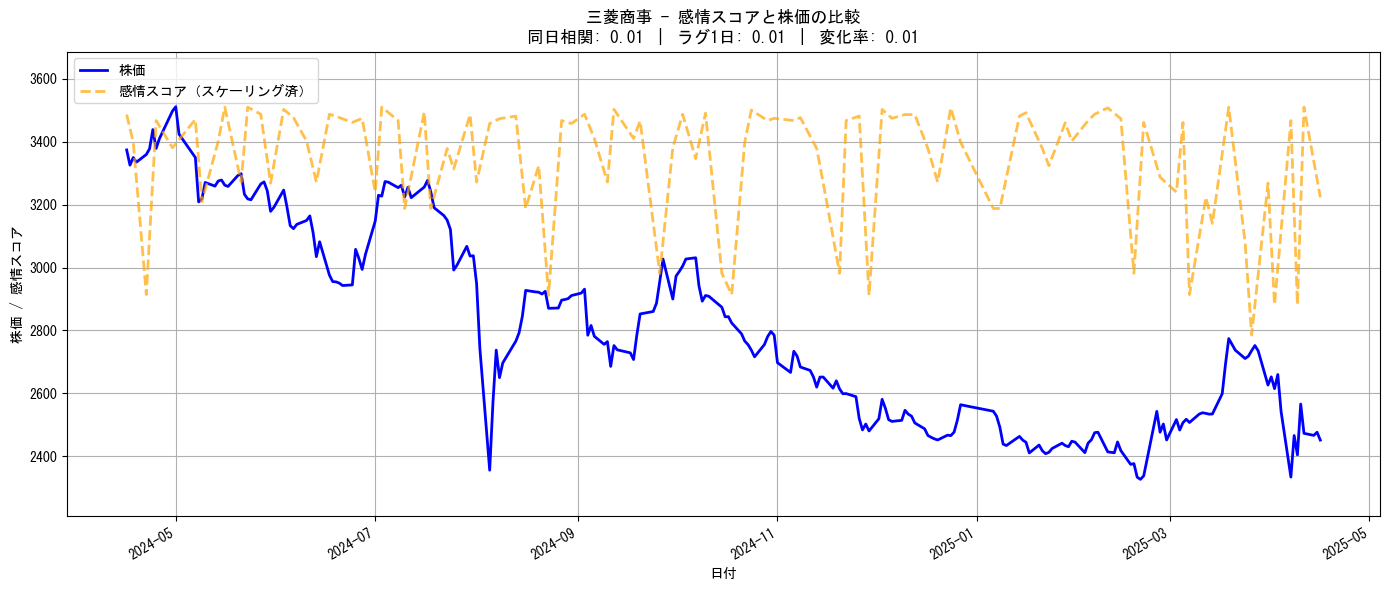 三菱商事 - 感情スコアと株価の比較
同日相関: 0.01 | ラグ1日: 0.01 | 変化率: 0.01
株価
感情スコア（スケーリング済）
株価 / 感情スコア
3600
3400
3200
3000
2800
2600
2400
2024-05
2024-07
2024-09
2024-11
2025-01
2025-03
2025-05
日付